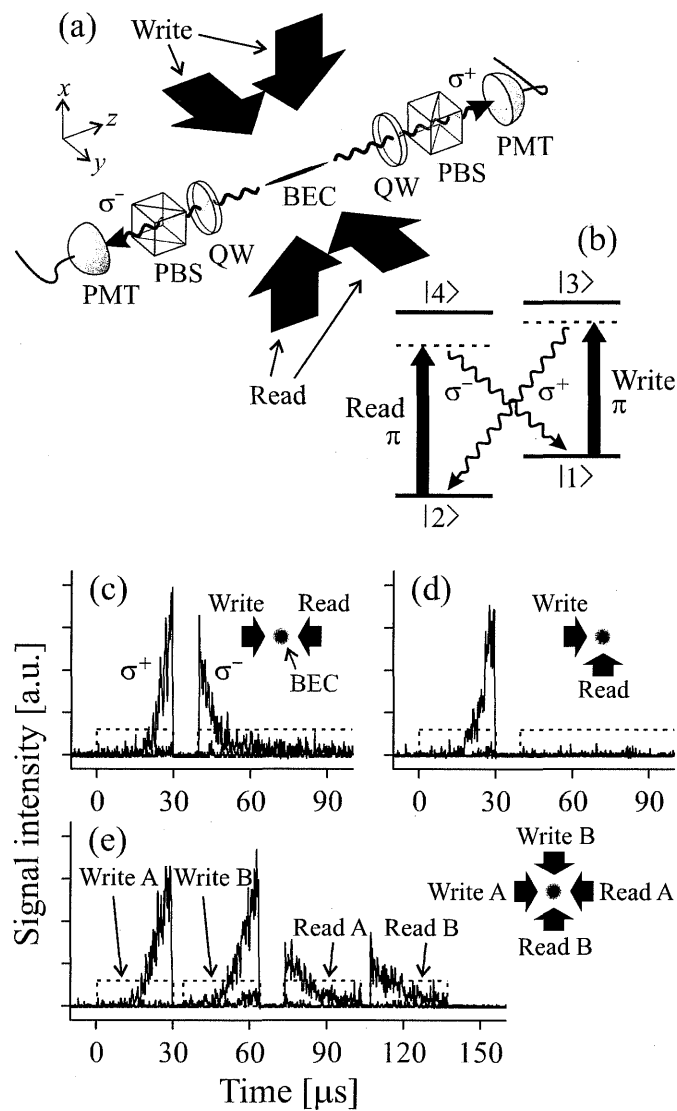 (a)
Write
x
z
y
σ+
PMT
PBS
QW
BEC
σ−
QW
PBS
PMT
Read
(b)
|4>
|3>
σ−
σ+
Read
π
Write
π
|1>
|2>
Signal intensity [a.u.]
(c)
Write
Read
BEC
σ+
σ−
0
30
60
90
(d)
Write
Read
0
30
60
90
(e)
Write A
Write B
Read A
Read B
Write B
Write A
Read A
Read B
0
30
60
90
120
150
Time [μs]